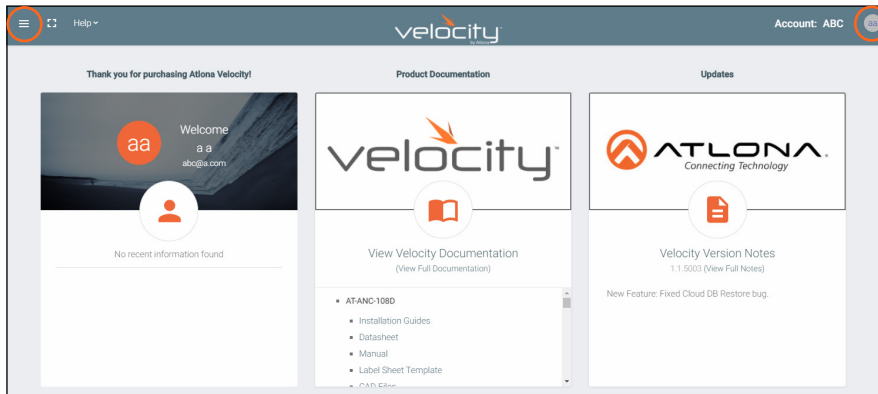 Help
velocity
by Atlona
Account: ABC
aa
Thank you for purchasing Atlona Velocity!
Product Documentation
Updates
aa
Welcome
a a
abc@a.com
No recent information found
velocity™
View Velocity Documentation
(View Full Documentation)
AT-ANC-108D
Installation Guides
Datasheet
Manual
Label Sheet Template
CAD Files
ATLONA.
Connecting Technology
Velocity Version Notes
1.1.5003 (View Full Notes)
New Feature: Fixed Cloud DB Restore bug.